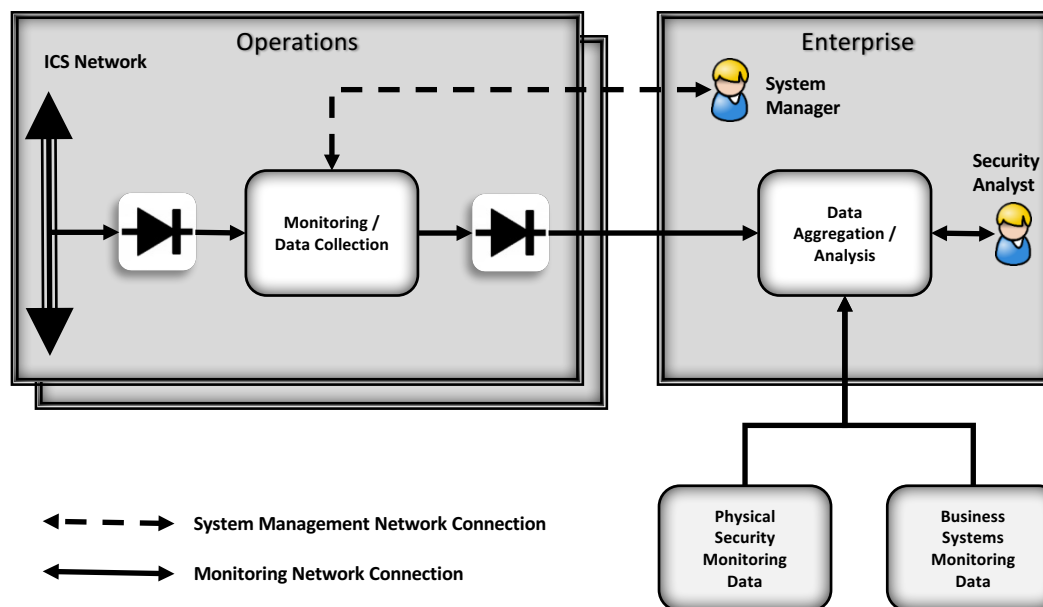 Operations
Enterprise
ICS Network
System
Manager
Security
Analyst
Monitoring /
Data Collection
Data
Aggregation /
Analysis
System Management Network Connection
Monitoring Network Connection
Physical
Security
Monitoring
Data
Business
Systems
Monitoring
Data